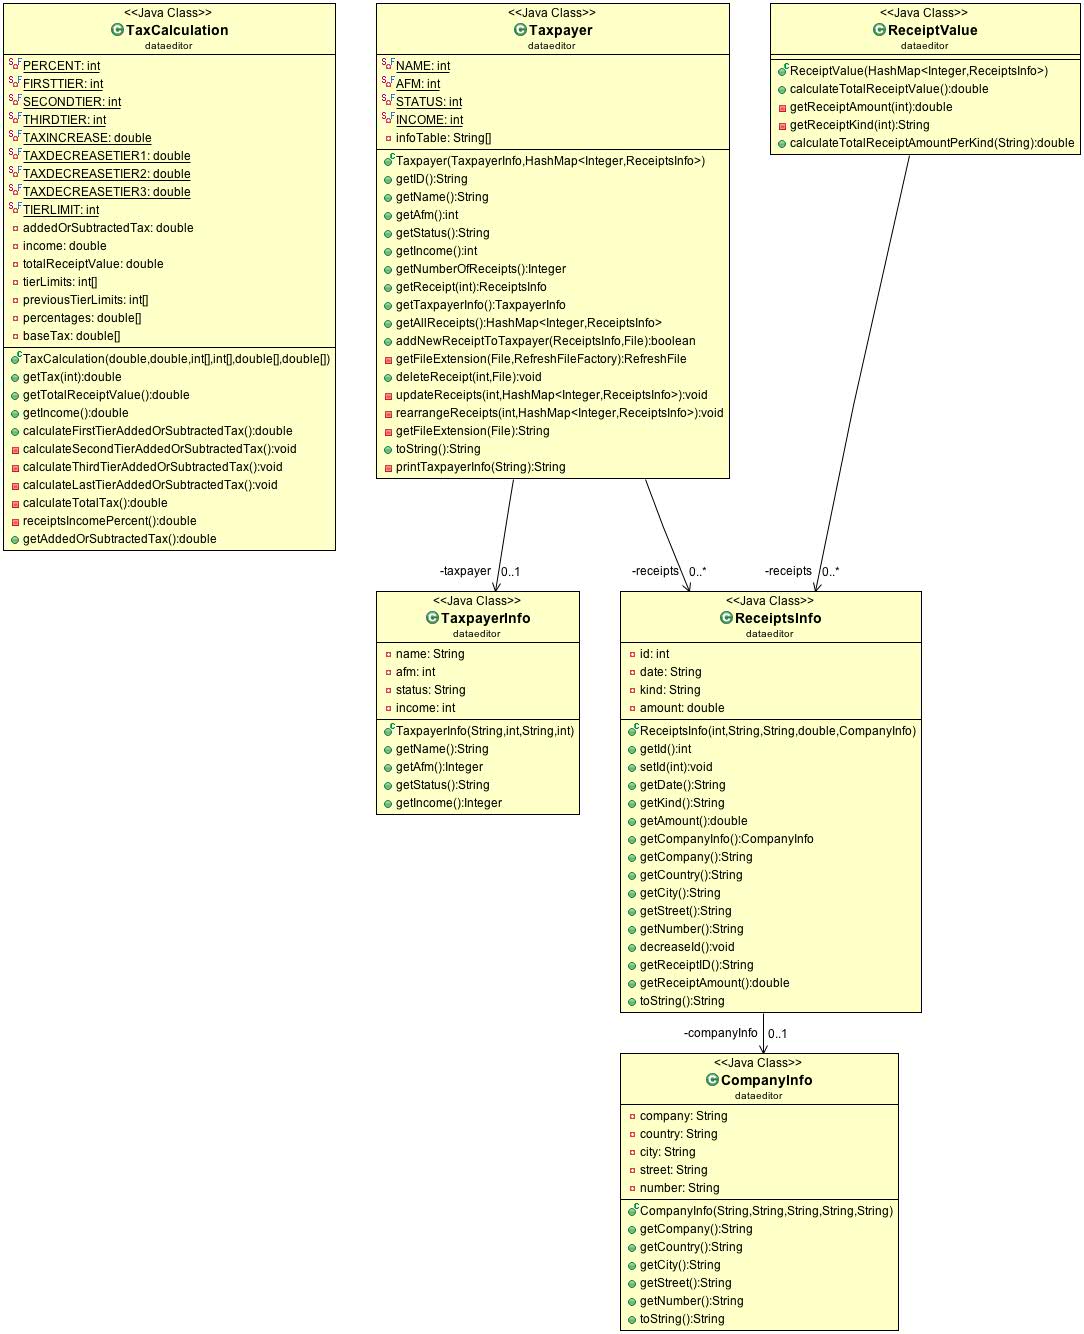 <<Java Class>>
TaxCalculation
dataeditor
PERCENT: int
FIRSTTIER: int
SECONDTIER: int
THIRDTIER: int
TAXINCREASE: double
TAXDECREASETIER1: double
TAXDECREASETIER2: double
TAXDECREASETIER3: double
TIERLIMIT: int
addedOrSubtractedTax: double
income: double
totalReceiptValue: double
tierLimits: int[]
previousTierLimits: int[]
percentages: double[]
baseTax: double[]
TaxCalculation(double,double,int[],int[],double[],double[])
getTax(int):double
getTotalReceiptValue():double
getIncome():double
calculateFirstTierAddedOrSubtractedTax():double
calculateSecondTierAddedOrSubtractedTax():void
calculateThirdTierAddedOrSubtractedTax():void
calculateLastTierAddedOrSubtractedTax():void
calculateTotalTax():double
receiptsIncomePercent():double
getAddedOrSubtractedTax():double
<<Java Class>>
Taxpayer
dataeditor
NAME: int
AFM: int
STATUS: int
INCOME: int
infoTable: String[]
Taxpayer(TaxpayerInfo,HashMap<Integer,ReceiptsInfo>)
getID():String
getName():String
getAfm():int
getStatus():String
getIncome():int
getNumberOfReceipts():Integer
getReceipt(int):ReceiptsInfo
getTaxpayerInfo():TaxpayerInfo
getAllReceipts():HashMap<Integer,ReceiptsInfo>
addNewReceiptToTaxpayer(ReceiptsInfo,File):boolean
getFileExtension(File,RefreshFileFactory):RefreshFile
deleteReceipt(int,File):void
updateReceipts(int,HashMap<Integer,ReceiptsInfo>):void
rearrangeReceipts(int,HashMap<Integer,ReceiptsInfo>):void
getFileExtension(File):String
toString():String
printTaxpayerInfo(String):String
<<Java Class>>
ReceiptValue
dataeditor
ReceiptValue(HashMap<Integer,ReceiptsInfo>)
calculateTotalReceiptValue():double
getReceiptAmount(int):double
getReceiptKind(int):String
calculateTotalReceiptAmountPerKind(String):double
-taxpayer 0..1
-receipts 0..*
-receipts 0..*
<<Java Class>>
TaxpayerInfo
dataeditor
name: String
afm: int
status: String
income: int
TaxpayerInfo(String,int,String,int)
getName():String
getAfm():Integer
getStatus():String
getIncome():Integer
<<Java Class>>
ReceiptsInfo
dataeditor
id: int
date: String
kind: String
amount: double
ReceiptsInfo(int,String,String,double,CompanyInfo)
getId():int
setId(int):void
getDate():String
getKind():String
getAmount():double
getCompanyInfo():CompanyInfo
getCompany():String
getCountry():String
getCity():String
getStreet():String
getNumber():String
decreaseId():void
getReceiptID():String
getReceiptAmount():double
toString():String
-companyInfo 0..1
<<Java Class>>
CompanyInfo
dataeditor
company: String
country: String
city: String
street: String
number: String
CompanyInfo(String,String,String,String,String)
getCompany():String
getCountry():String
getCity():String
getStreet():String
getNumber():String
toString():String